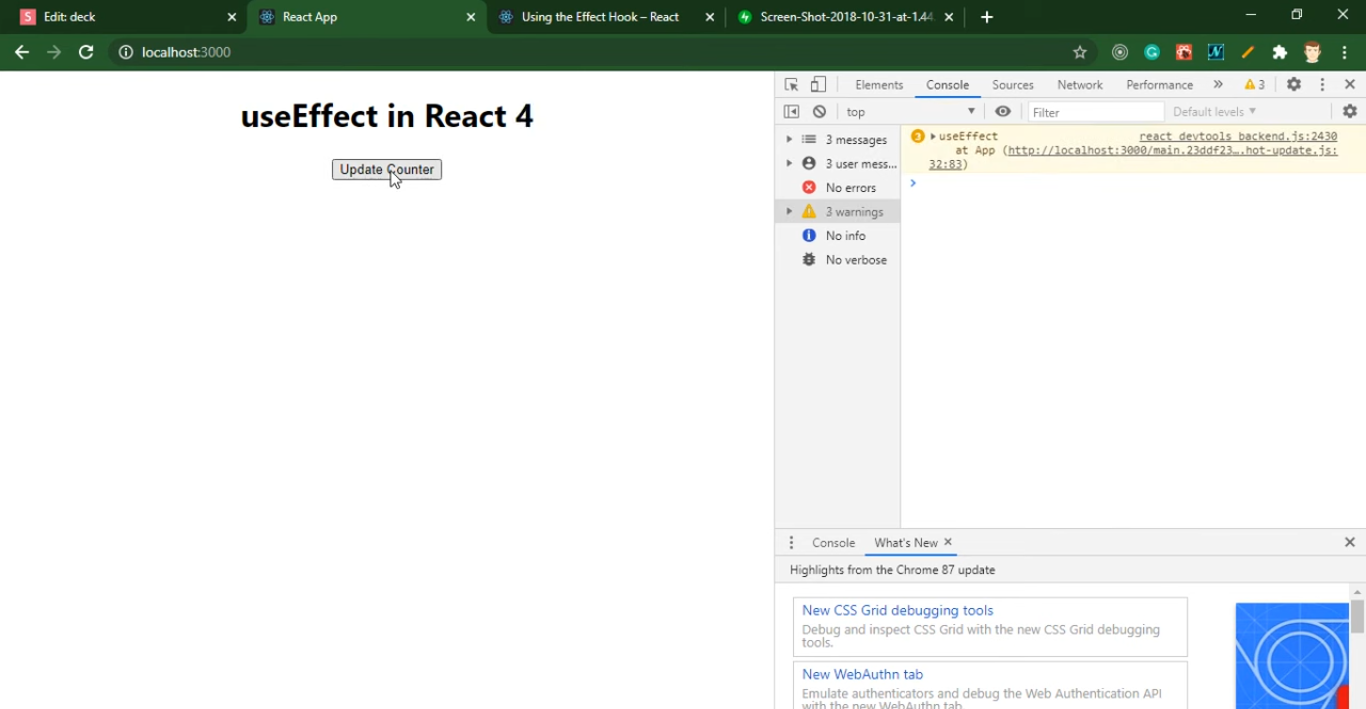 Edit: deck
React App
Using the Effect Hook – React
Screen-Shot-2018-10-31-at-1.44
localhost:3000
useEffect in React 4
Update Counter
Elements Console Sources Network Performance » 3
top Filter Default levels
3 messages
3 user mess...
No errors
3 warnings
No info
No verbose
3 useEffect react devtools backend.js:2430
at App (http://localhost:3000/main.23ddf23….hot-update.js:
32:83)
Console What's New
Highlights from the Chrome 87 update
New CSS Grid debugging tools
Debug and inspect CSS Grid with the new CSS Grid debugging
tools.
New WebAuthn tab
Emulate authenticators and debug the Web Authentication API
with the new WebAuthn tab.